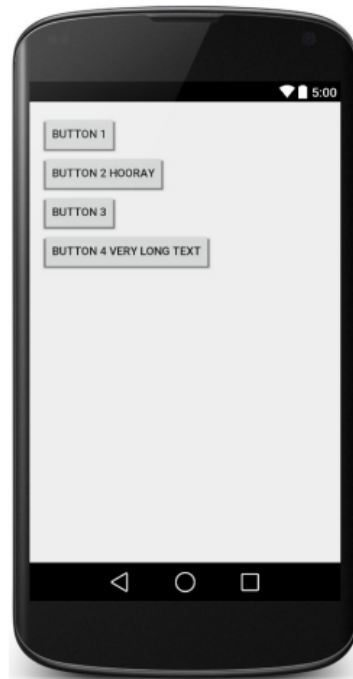 5:00
BUTTON 1
BUTTON 2 HOORAY
BUTTON 3
BUTTON 4 VERY LONG TEXT